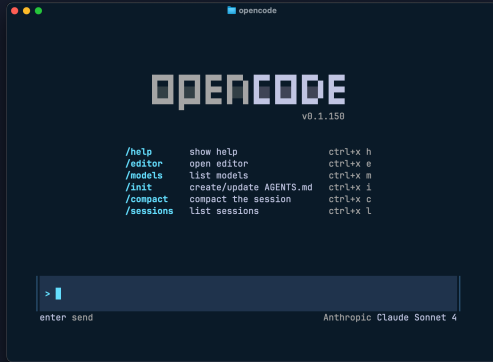 opencode
opencode
v0.1.150
/help show help ctrl+x h
/editor open editor ctrl+x e
/models list models ctrl+x m
/init create/update AGENTS.md ctrl+x i
/compact compact the session ctrl+x c
/sessions list sessions ctrl+x l
>
enter send Anthropic Claude Sonnet 4